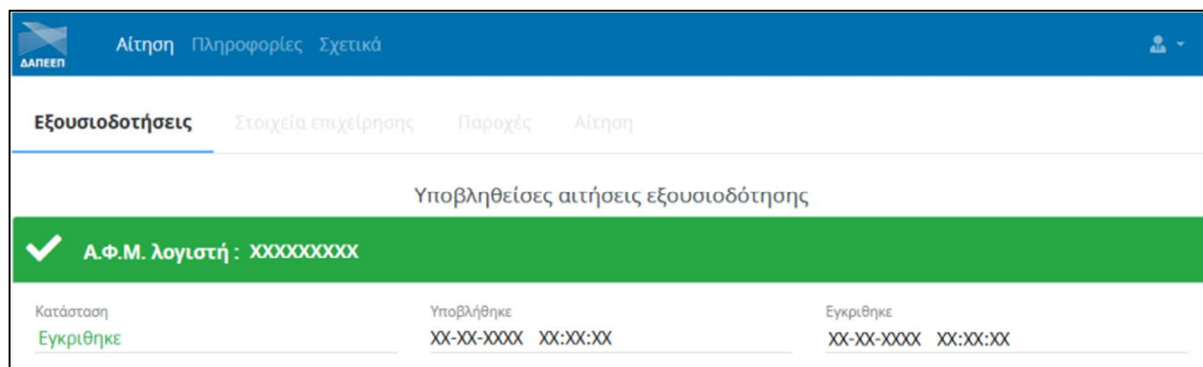 ΔΑΠΕΕΠ
Αίτηση Πληροφορίες Σχετικά
Εξουσιοδοτήσεις Στοιχεία επιχείρησης Παροχές Αίτηση
Υποβληθείσες αιτήσεις εξουσιοδότησης
Α.Φ.Μ. λογιστή : XXXXXXXXX
Κατάσταση Υποβλήθηκε Εγκριθηκε
Εγκριθηκε XX-XX-XXXX XX:XX:XX XX-XX-XXXX XX:XX:XX